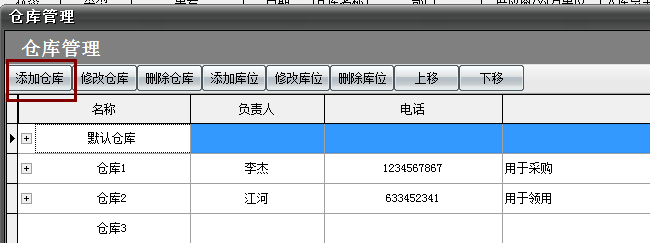 仓库管理
仓库管理
添加仓库 修改仓库 删除仓库 添加库位 修改库位 删除库位 上移 下移
名称 负责人 电话
默认仓库
仓库1 李杰 1234567867 用于采购
仓库2 江河 633452341 用于领用
仓库3